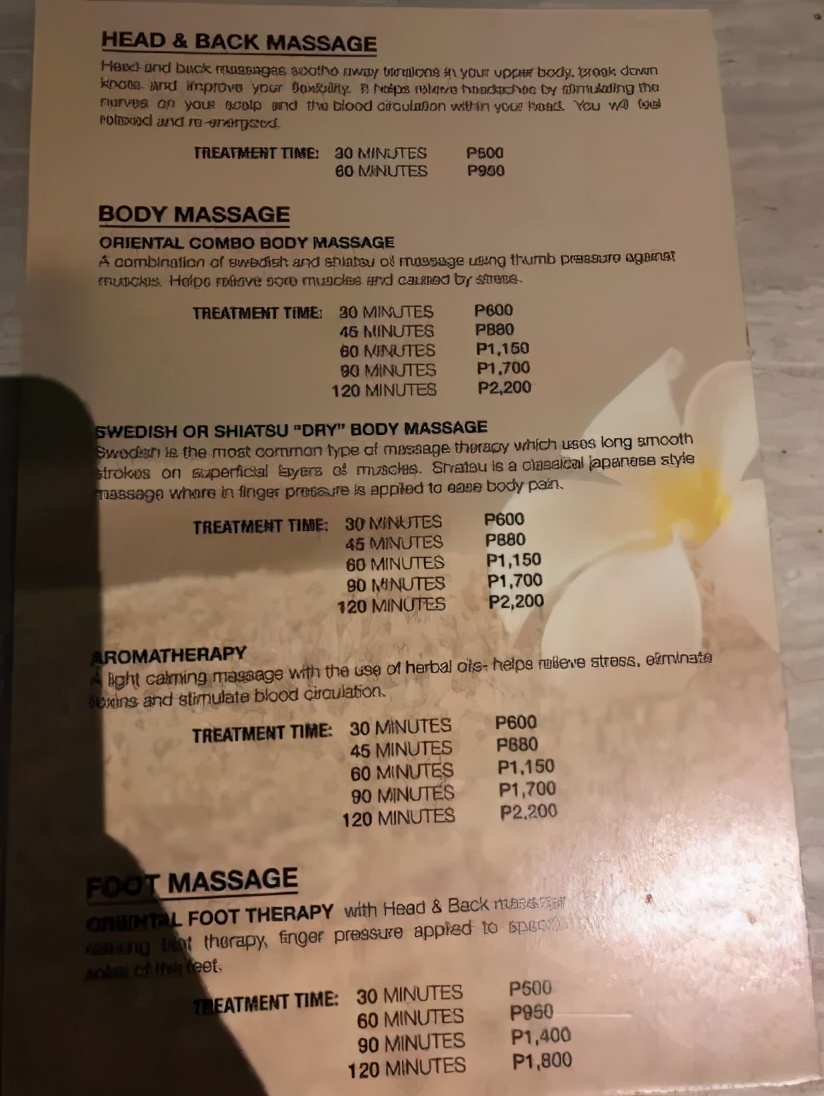 HEAD & BACK MASSAGE
Head and back massages soothe away tensions in your upper body, break down
knots and improve your flexibility. It helps relieve headaches by stimulating the
nerves on your scalp and the blood circulation within your head. You will feel
relaxed and re-energized.
TREATMENT TIME: 30 MINUTES P500
60 MINUTES P950
BODY MASSAGE
ORIENTAL COMBO BODY MASSAGE
A combination of swedish and shiatsu oil massage using thumb pressure against
muscles. Helps relieve sore muscles and caused by stress.
TREATMENT TIME: 30 MINUTES P600
45 MINUTES P880
60 MINUTES P1,150
90 MINUTES P1,700
120 MINUTES P2,200
SWEDISH OR SHIATSU "DRY" BODY MASSAGE
Swedish is the most common type of massage therapy which uses long smooth
strokes on superficial layers of muscles. Shiatsu is a classical japanese style
massage where in finger pressure is applied to ease body pain.
TREATMENT TIME: 30 MINUTES P600
45 MINUTES P880
60 MINUTES P1,150
90 MINUTES P1,700
120 MINUTES P2,200
AROMATHERAPY
A light calming massage with the use of herbal oils- helps relieve stress, eliminate
toxins and stimulate blood circulation.
TREATMENT TIME: 30 MINUTES P600
45 MINUTES P880
60 MINUTES P1,150
90 MINUTES P1,700
120 MINUTES P2,200
FOOT MASSAGE
ORIENTAL FOOT THERAPY with Head & Back massage
therapy, finger pressure applied to
soles of the feet.
TREATMENT TIME: 30 MINUTES P500
60 MINUTES P950
90 MINUTES P1,400
120 MINUTES P1,800